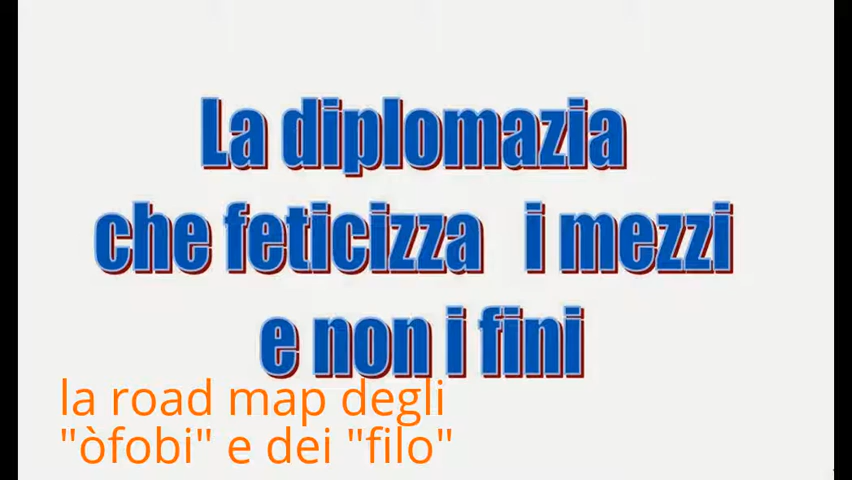 La diplomazia
che feticizza i mezzi
e non i fini
la road map degli
"òfobi" e dei "filo"